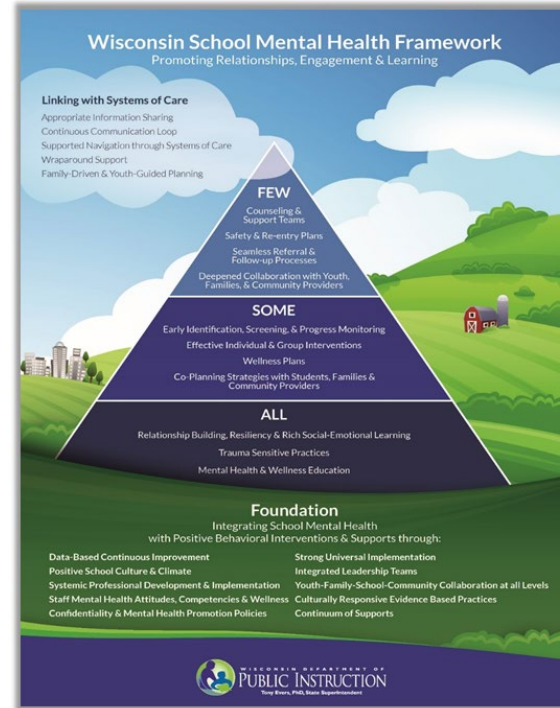 Wisconsin School Mental Health Framework
Promoting Relationships, Engagement & Learning
Linking with Systems of Care
Appropriate Information Sharing
Continuous Communication Loop
Supported Navigation through Systems of Care
Wraparound Support
Family-Driven & Youth-Guided Planning
FEW
Counseling &
Support Teams
Safety & Re-entry Plans
Seamless Referral &
Follow-up Processes
Deepened Collaboration with Youth,
Families, & Community Providers
SOME
Early Identification, Screening, & Progress Monitoring
Effective Individual & Group Interventions
Wellness Plans
Co-Planning Strategies with Students, Families &
Community Providers
ALL
Relationship Building, Resiliency & Rich Social-Emotional Learning
Trauma Sensitive Practices
Mental Health & Wellness Education
Foundation
Integrating School Mental Health
with Positive Behavioral Interventions & Supports through:
Data-Based Continuous Improvement
Positive School Culture & Climate
Systemic Professional Development & Implementation
Staff Mental Health Attitudes, Competencies & Wellness
Confidentiality & Mental Health Promotion Policies
Strong Universal Implementation
Integrated Leadership Teams
Youth-Family-School-Community Collaboration at all Levels
Culturally Responsive Evidence Based Practices
Continuum of Supports
WISCONSIN DEPARTMENT OF
PUBLIC INSTRUCTION
Tony Evers, PhD, State Superintendent